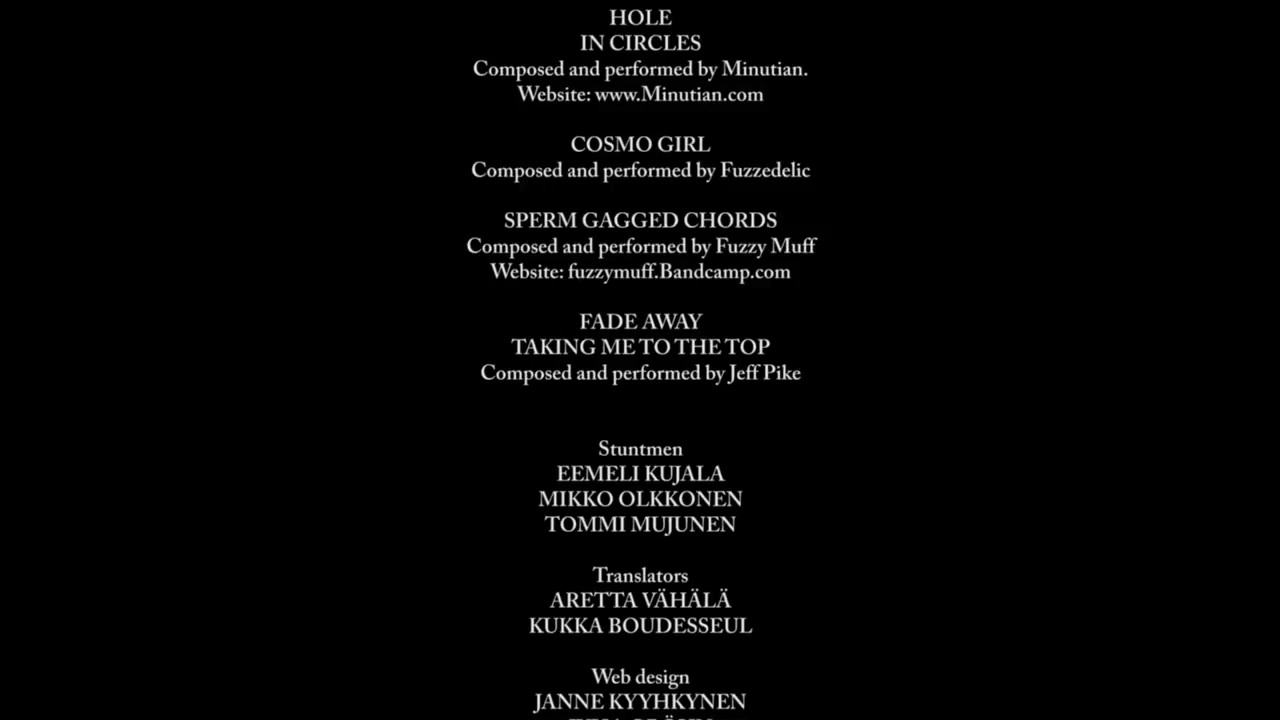 HOLE
IN CIRCLES
Composed and performed by Minutian.
Website: www.Minutian.com
COSMO GIRL
Composed and performed by Fuzzedelic
SPERM GAGGED CHORDS
Composed and performed by Fuzzy Muff
Website: fuzzymuff.Bandcamp.com
FADE AWAY
TAKING ME TO THE TOP
Composed and performed by Jeff Pike
Stuntmen
EEMELI KUJALA
MIKKO OLKKONEN
TOMMI MUJUNEN
Translators
ARETTA VÄHÄLÄ
KUKKA BOUDESSEUL
Web design
JANNE KYYHKYNEN